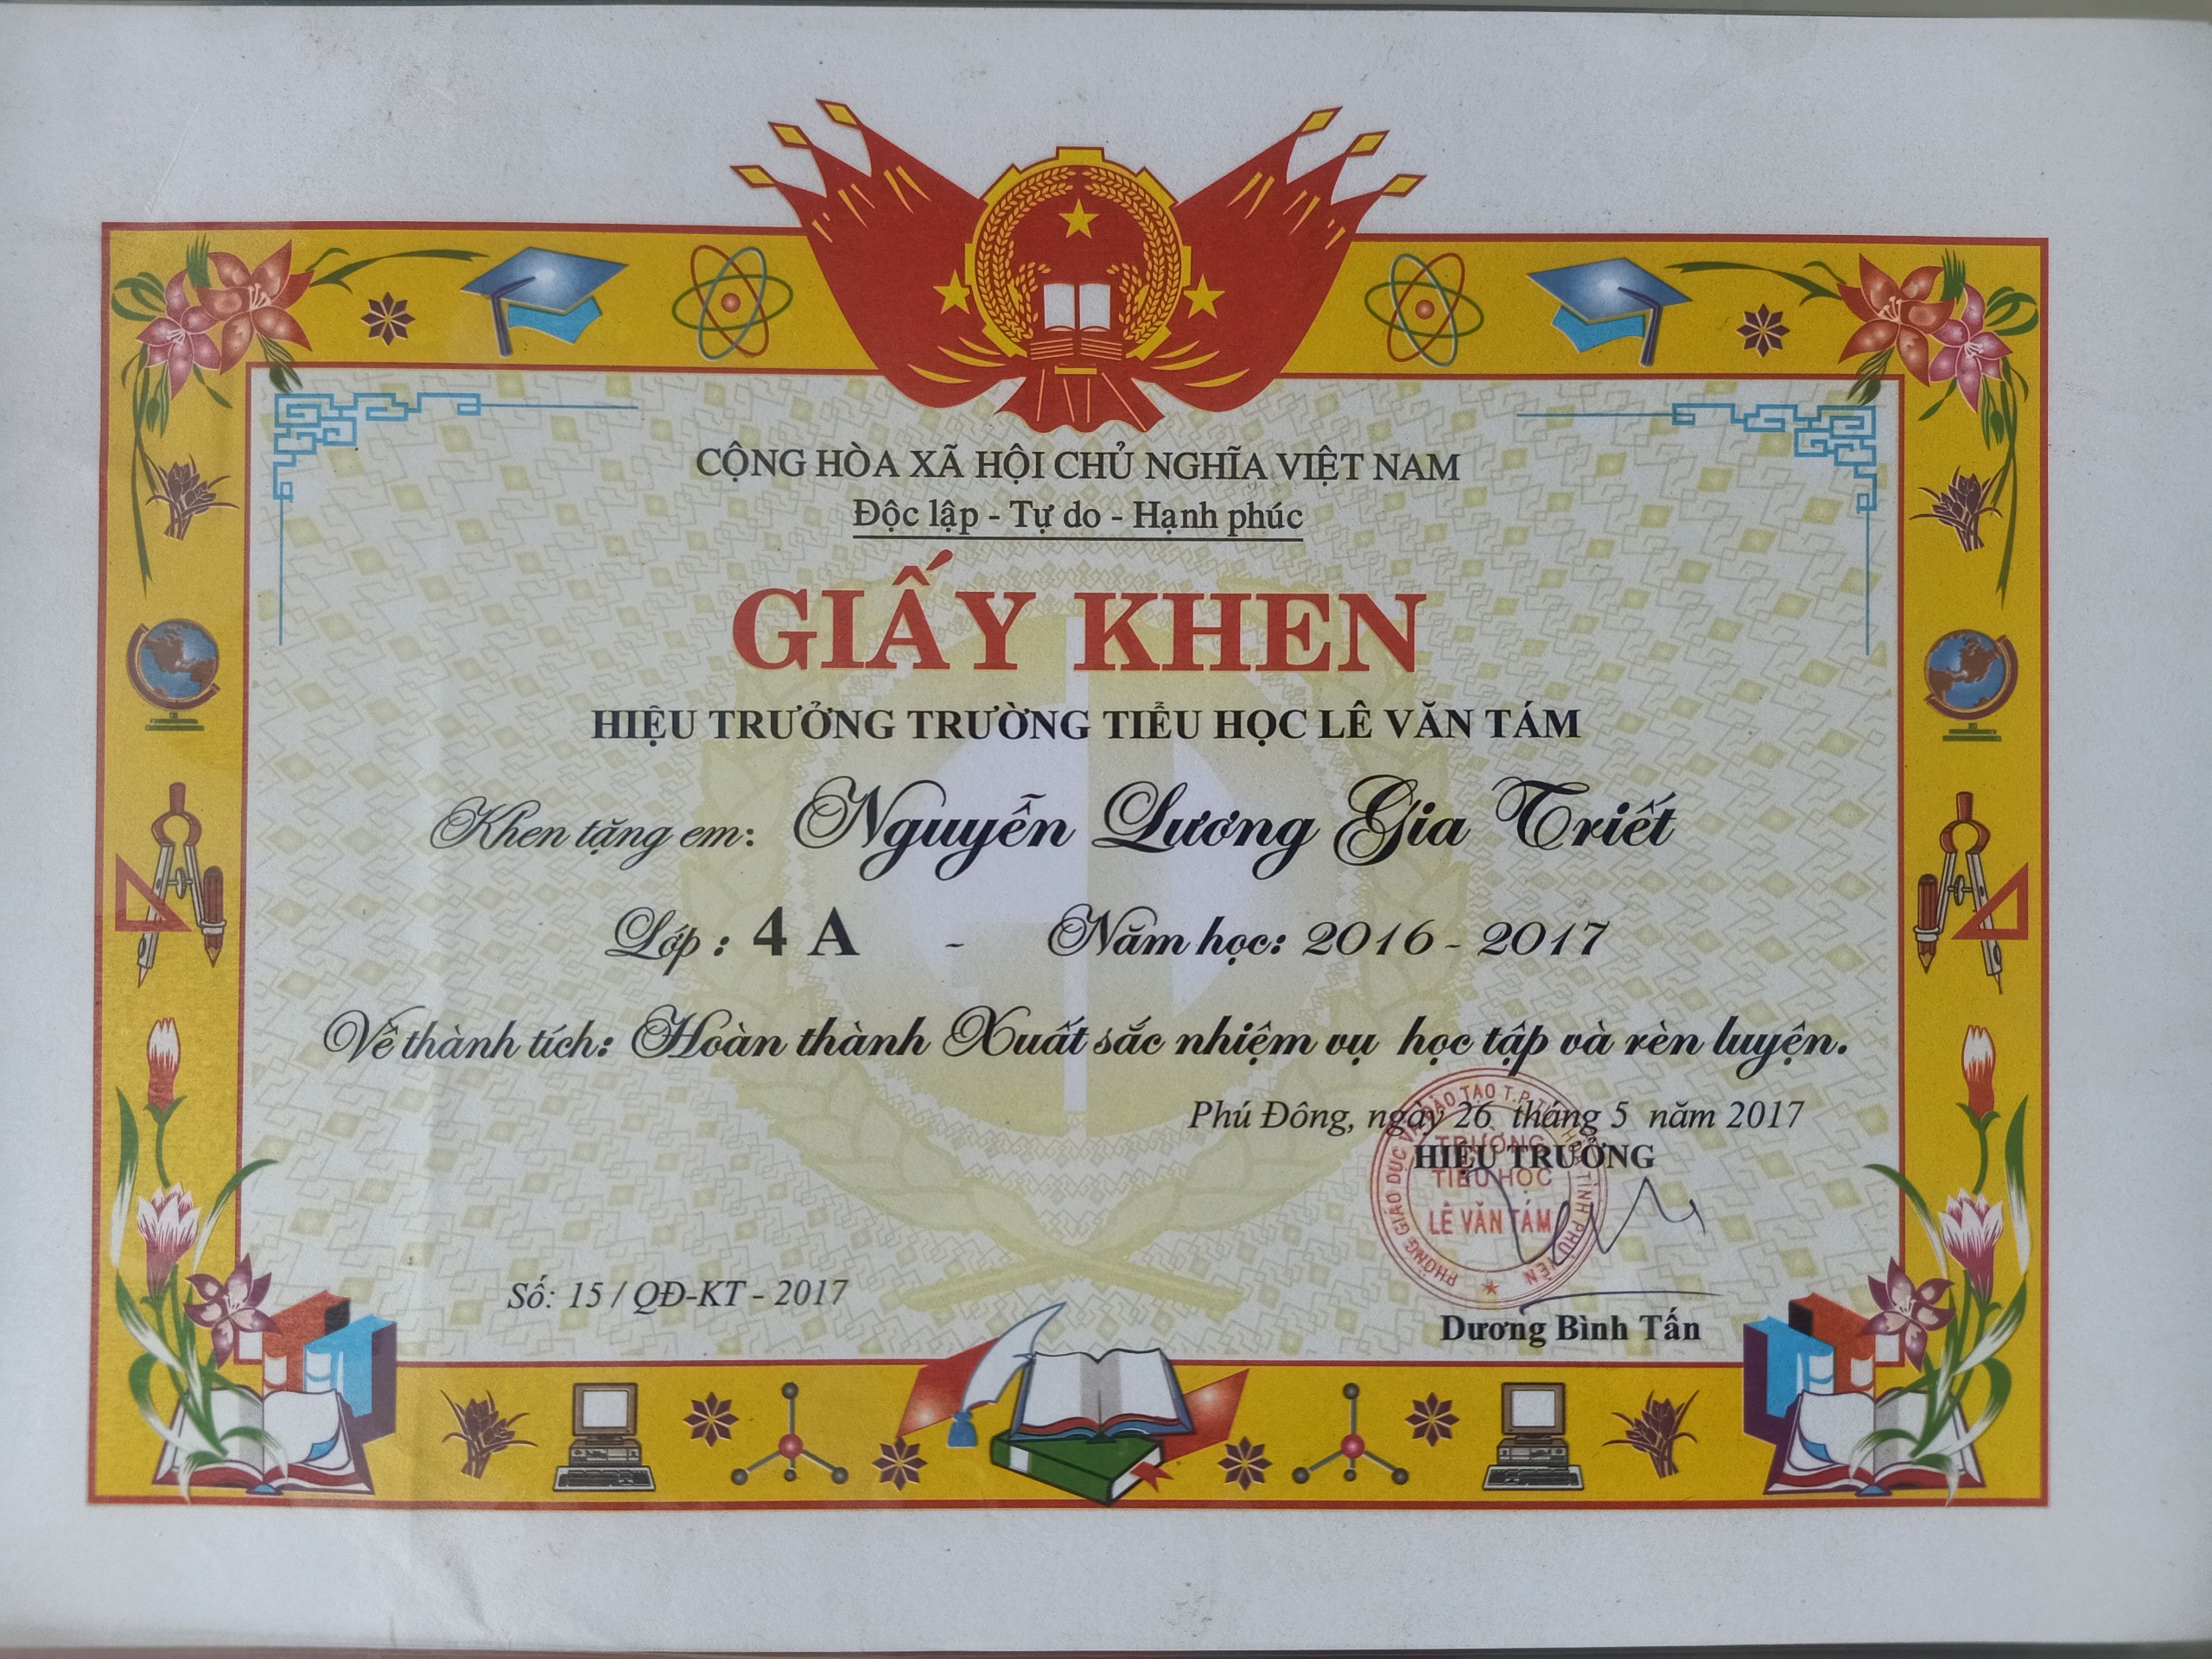 CỘNG HÒA XÃ HỘI CHỦ NGHĨA VIỆT NAM
Độc lập - Tự do - Hạnh phúc
GIẤY KHEN
HIỆU TRƯỞNG TRƯỜNG TIỂU HỌC LÊ VĂN TÁM
Khen tặng em: Nguyễn Lương Gia Triết
Lớp : 4 A - Năm học: 2016 - 2017
Về thành tích: Hoàn thành Xuất sắc nhiệm vụ học tập và rèn luyện.
Phú Đông, ngày 26 tháng 5 năm 2017
HIỆU TRƯỞNG
PHÒNG GIÁO DỤC VÀ ĐÀO TẠO T.P TUY HÒA TỈNH PHÚ YÊN
TRƯỜNG
TIỂU HỌC
LÊ VĂN TÁM
Số: 15 / QĐ-KT - 2017
Dương Bình Tấn